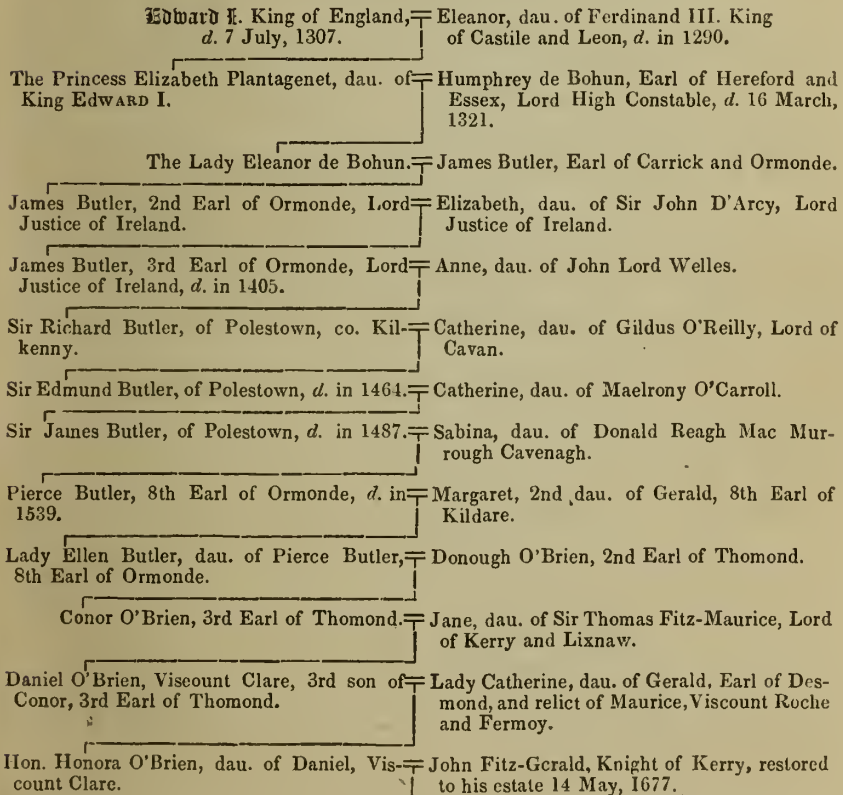 Edward I. King of England,
d. 7 July, 1307.
Eleanor, dau. of Ferdinand III. King
of Castile and Leon, d. in 1290.
The Princess Elizabeth Plantagenet, dau. of
King EDWARD I.
Humphrey de Bohun, Earl of Hereford and
Essex, Lord High Constable, d. 16 March,
1321.
The Lady Eleanor de Bohun.
James Butler, Earl of Carrick and Ormonde.
James Butler, 2nd Earl of Ormonde, Lord
Justice of Ireland.
Elizabeth, dau. of Sir John D'Arcy, Lord
Justice of Ireland.
James Butler, 3rd Earl of Ormonde, Lord
Justice of Ireland, d. in 1405.
Anne, dau. of John Lord Welles.
Sir Richard Butler, of Polestown, co. Kil-
kenny.
Catherine, dau. of Gildus O'Reilly, Lord of
Cavan.
Sir Edmund Butler, of Polestown, d. in 1464.
Catherine, dau. of Maelrony O'Carroll.
Sir James Butler, of Polestown, d. in 1487.
Sabina, dau. of Donald Reagh Mac Mur-
rough Cavenagh.
Pierce Butler, 8th Earl of Ormonde, d. in
1539.
Margaret, 2nd dau. of Gerald, 8th Earl of
Kildare.
Lady Ellen Butler, dau. of Pierce Butler,
8th Earl of Ormonde.
Donough O'Brien, 2nd Earl of Thomond.
Conor O'Brien, 3rd Earl of Thomond.
Jane, dau. of Sir Thomas Fitz-Maurice, Lord
of Kerry and Lixnaw.
Daniel O'Brien, Viscount Clare, 3rd son of
Conor, 3rd Earl of Thomond.
Lady Catherine, dau. of Gerald, Earl of Des-
mond, and relict of Maurice, Viscount Roche
and Fermoy.
Hon. Honora O'Brien, dau. of Daniel, Vis-
count Clare.
John Fitz-Gerald, Knight of Kerry, restored
to his estate 14 May, 1677.